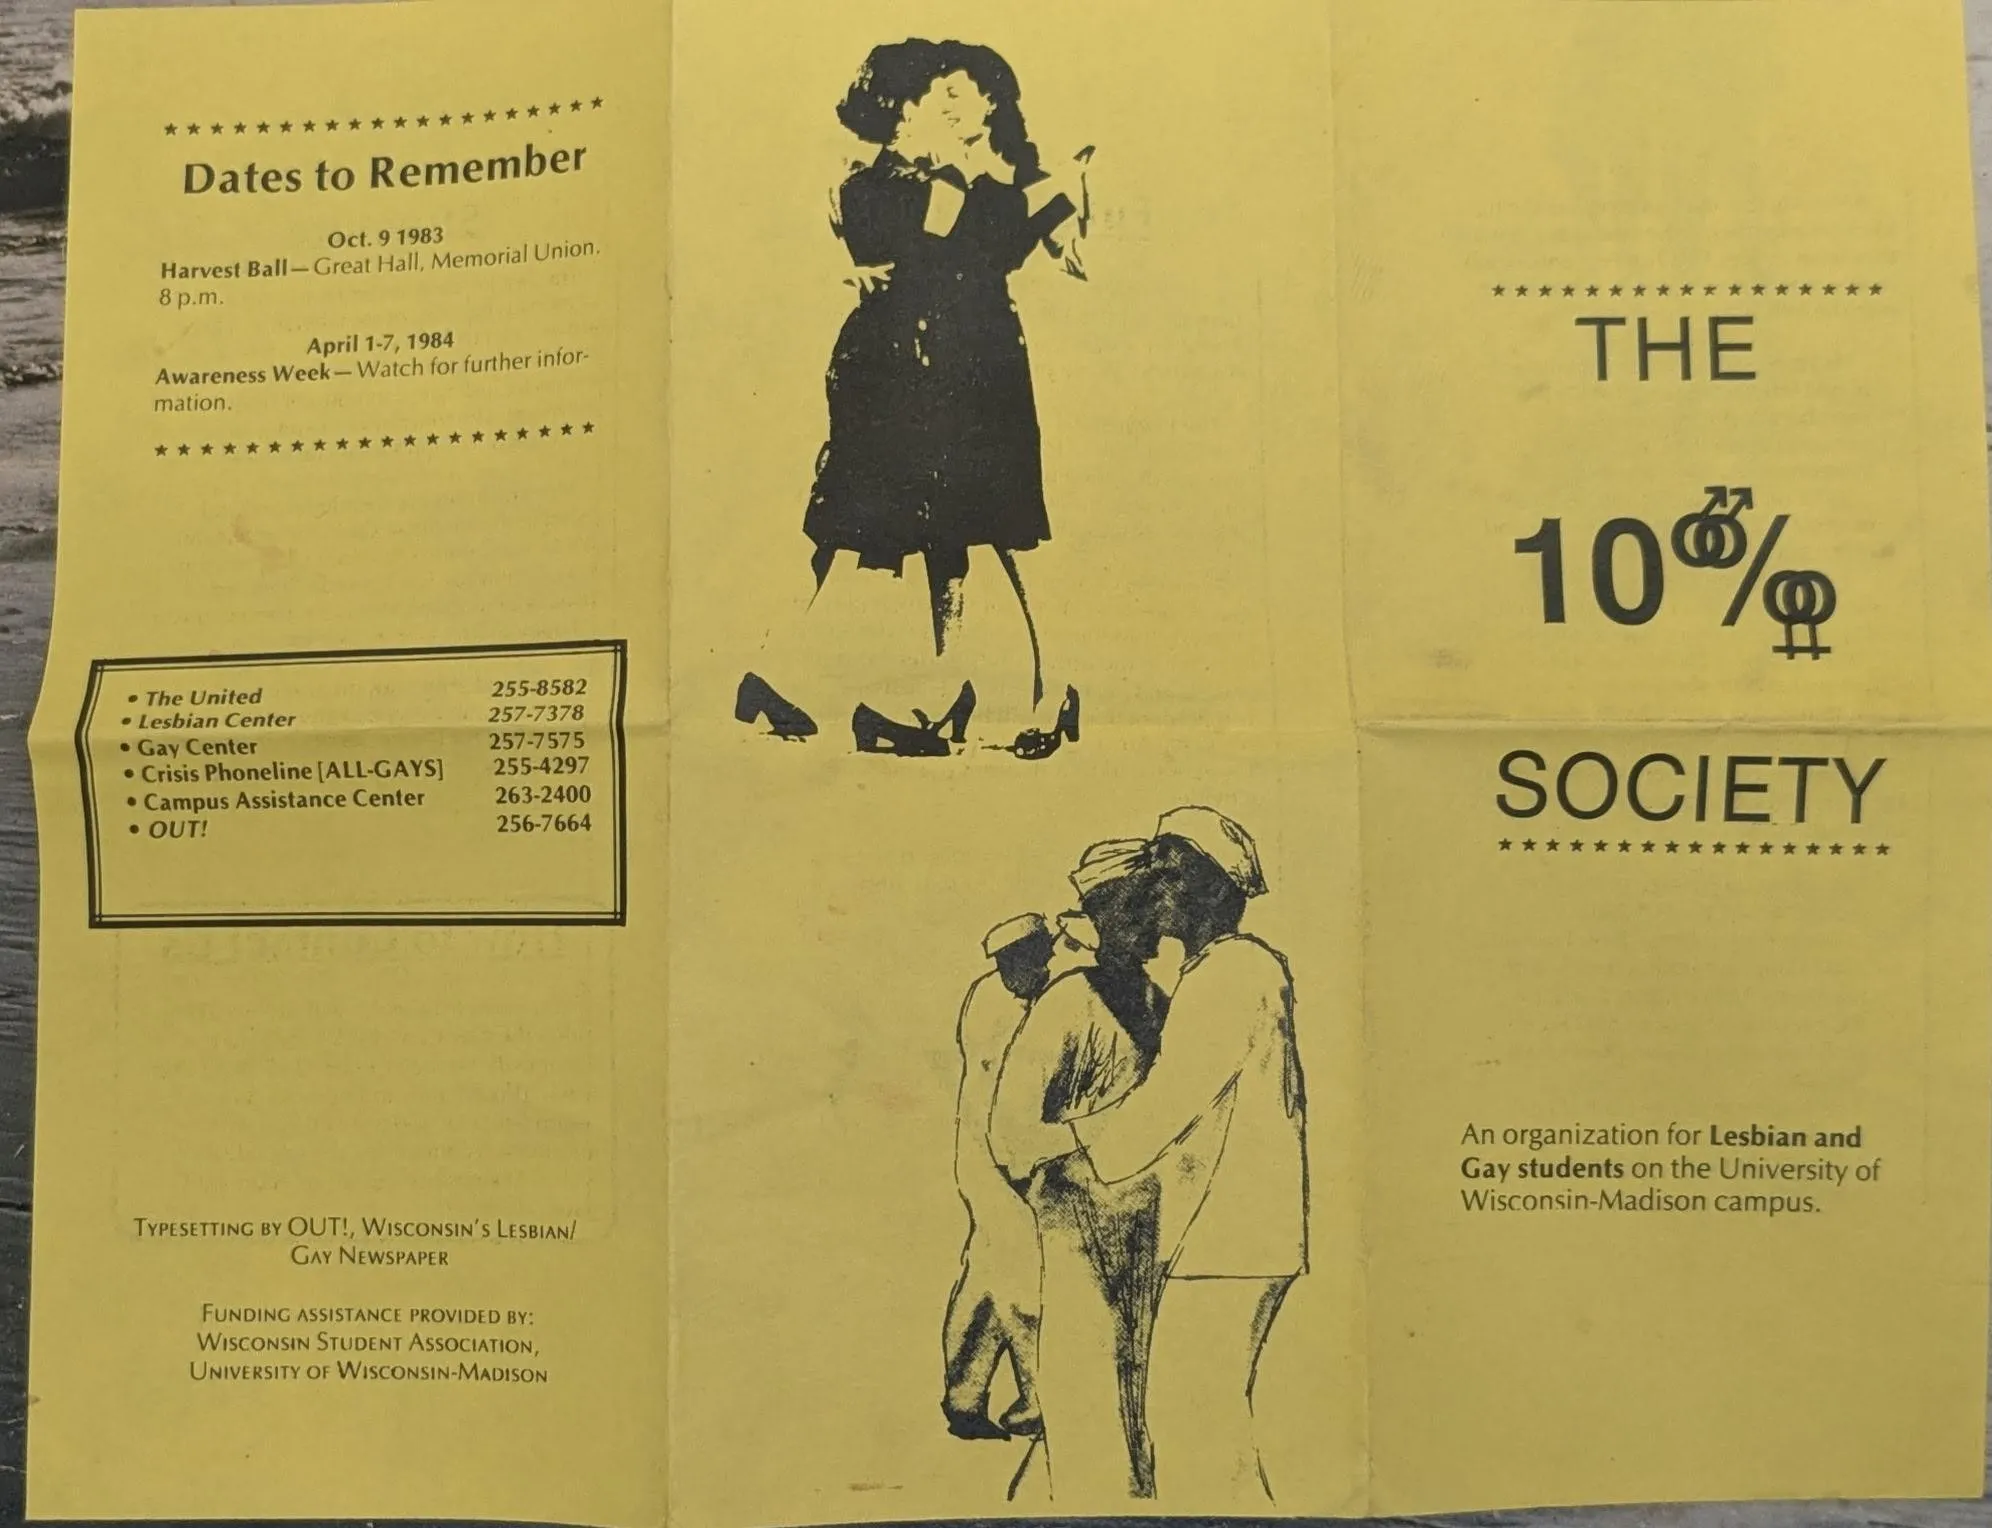 ★★★★★★★★★★★★★★★★★★★★
Dates to Remember
Oct. 9 1983
Harvest Ball—Great Hall, Memorial Union.
8 p.m.
April 1-7, 1984
Awareness Week—Watch for further infor-
mation.
★★★★★★★★★★★★★★★★★★★★
• The United 255-8582
• Lesbian Center 257-7378
• Gay Center 257-7575
• Crisis Phoneline [ALL-GAYS] 255-4297
• Campus Assistance Center 263-2400
• OUT! 256-7664
TYPESETTING BY OUT!, WISCONSIN'S LESBIAN/
GAY NEWSPAPER
FUNDING ASSISTANCE PROVIDED BY:
WISCONSIN STUDENT ASSOCIATION,
UNIVERSITY OF WISCONSIN-MADISON
★★★★★★★★★★★★★★★★★
THE
10%
SOCIETY
★★★★★★★★★★★★★★★★★
An organization for Lesbian and
Gay students on the University of
Wisconsin-Madison campus.